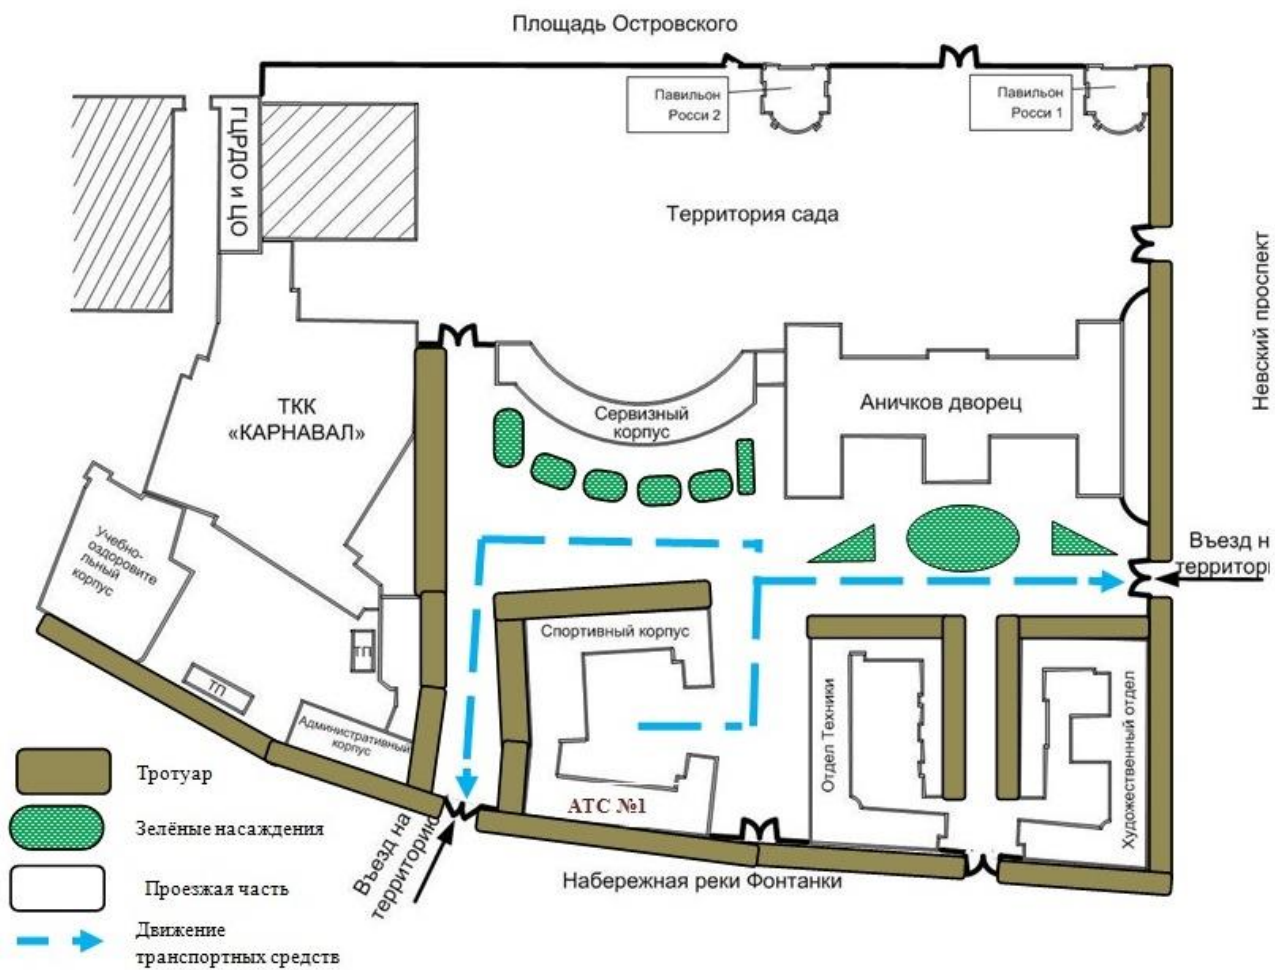 Площадь Островского
Павильон
Росси 2
Павильон
Росси 1
ГЦРДО и ЦО
Территория сада
Невский проспект
ТКК
«КАРНАВАЛ»
Сервизный
корпус
Аничков дворец
Учебно-
оздоровите
льный
корпус
Въезд н
территорі
Спортивный корпус
ТП
ТП
Административный
корпус
Отдел Техники
Художественный отдел
АТС №1
Въезд на
территорию
Набережная реки Фонтанки
Тротуар
Зелёные насаждения
Проезжая часть
Движение
транспортных средств